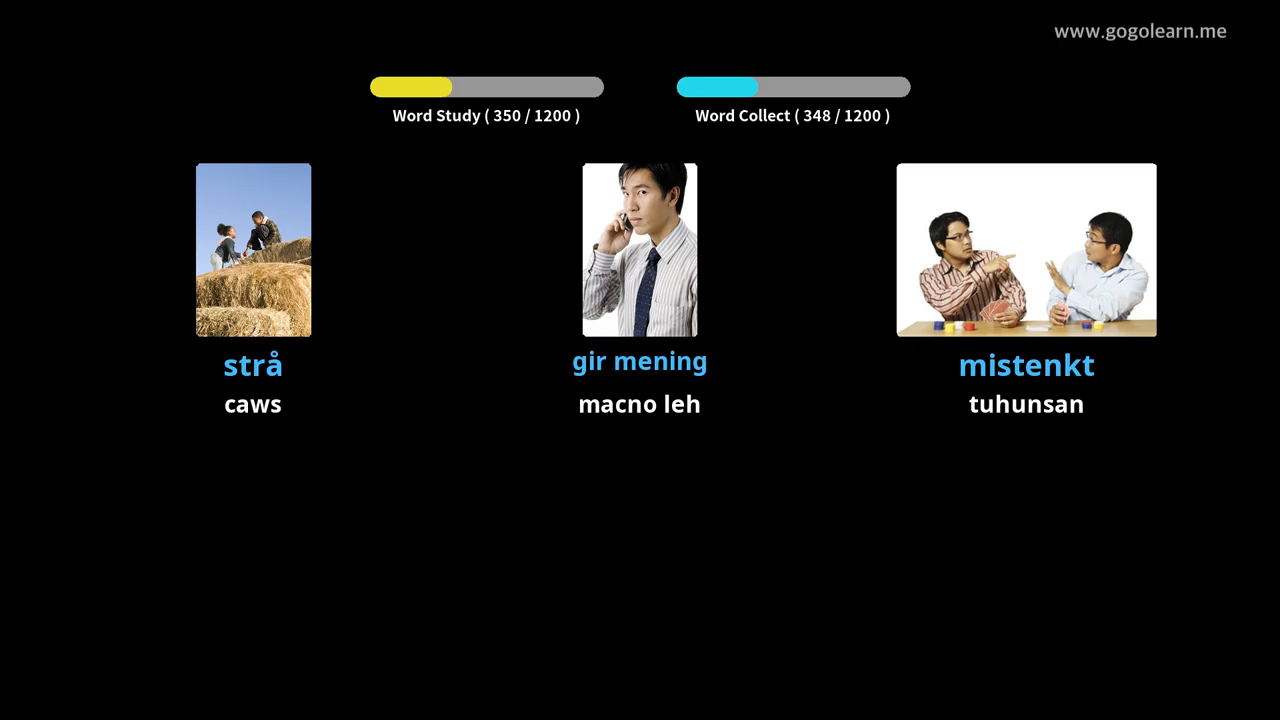 www.gogolearn.me
Word Study ( 350 / 1200 )
Word Collect ( 348 / 1200 )
strå
gir mening
mistenkt
caws
macno leh
tuhunsan